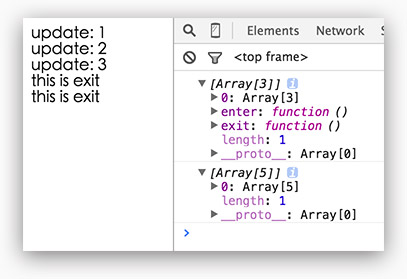 update: 1
update: 2
update: 3
this is exit
this is exit
Elements Network Sources
<top frame>
[Array[3]] i
0: Array[3]
enter: function ()
exit: function ()
length: 1
__proto__: Array[0]
[Array[5]] i
0: Array[5]
length: 1
__proto__: Array[0]
>